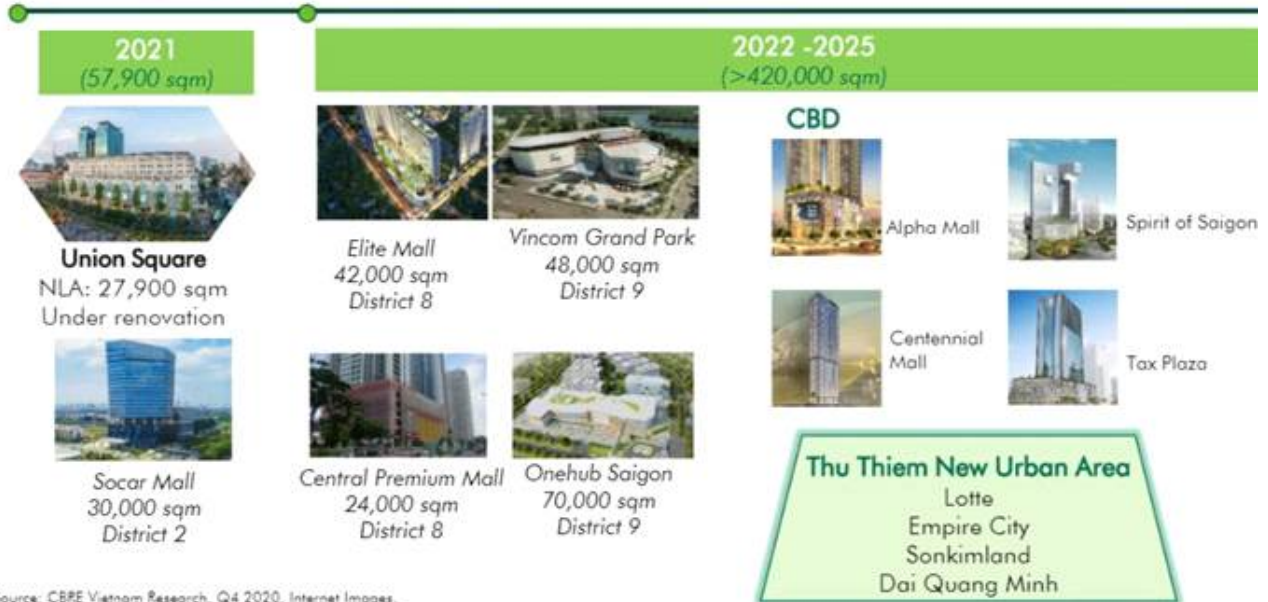 2021
(57,900 sqm)
2022 -2025
(>420,000 sqm)
Union Square
NLA: 27,900 sqm
Under renovation
Socar Mall
30,000 sqm
District 2
Elite Mall
42,000 sqm
District 8
Vincom Grand Park
48,000 sqm
District 9
Central Premium Mall
24,000 sqm
District 8
Onehub Saigon
70,000 sqm
District 9
CBD
Alpha Mall
Spirit of Saigon
Centennial
Mall
Tax Plaza
Thu Thiem New Urban Area
Lotte
Empire City
Sonkimland
Dai Quang Minh
ource: CBRE Vietnam Research, Q4 2020, Internet Images.